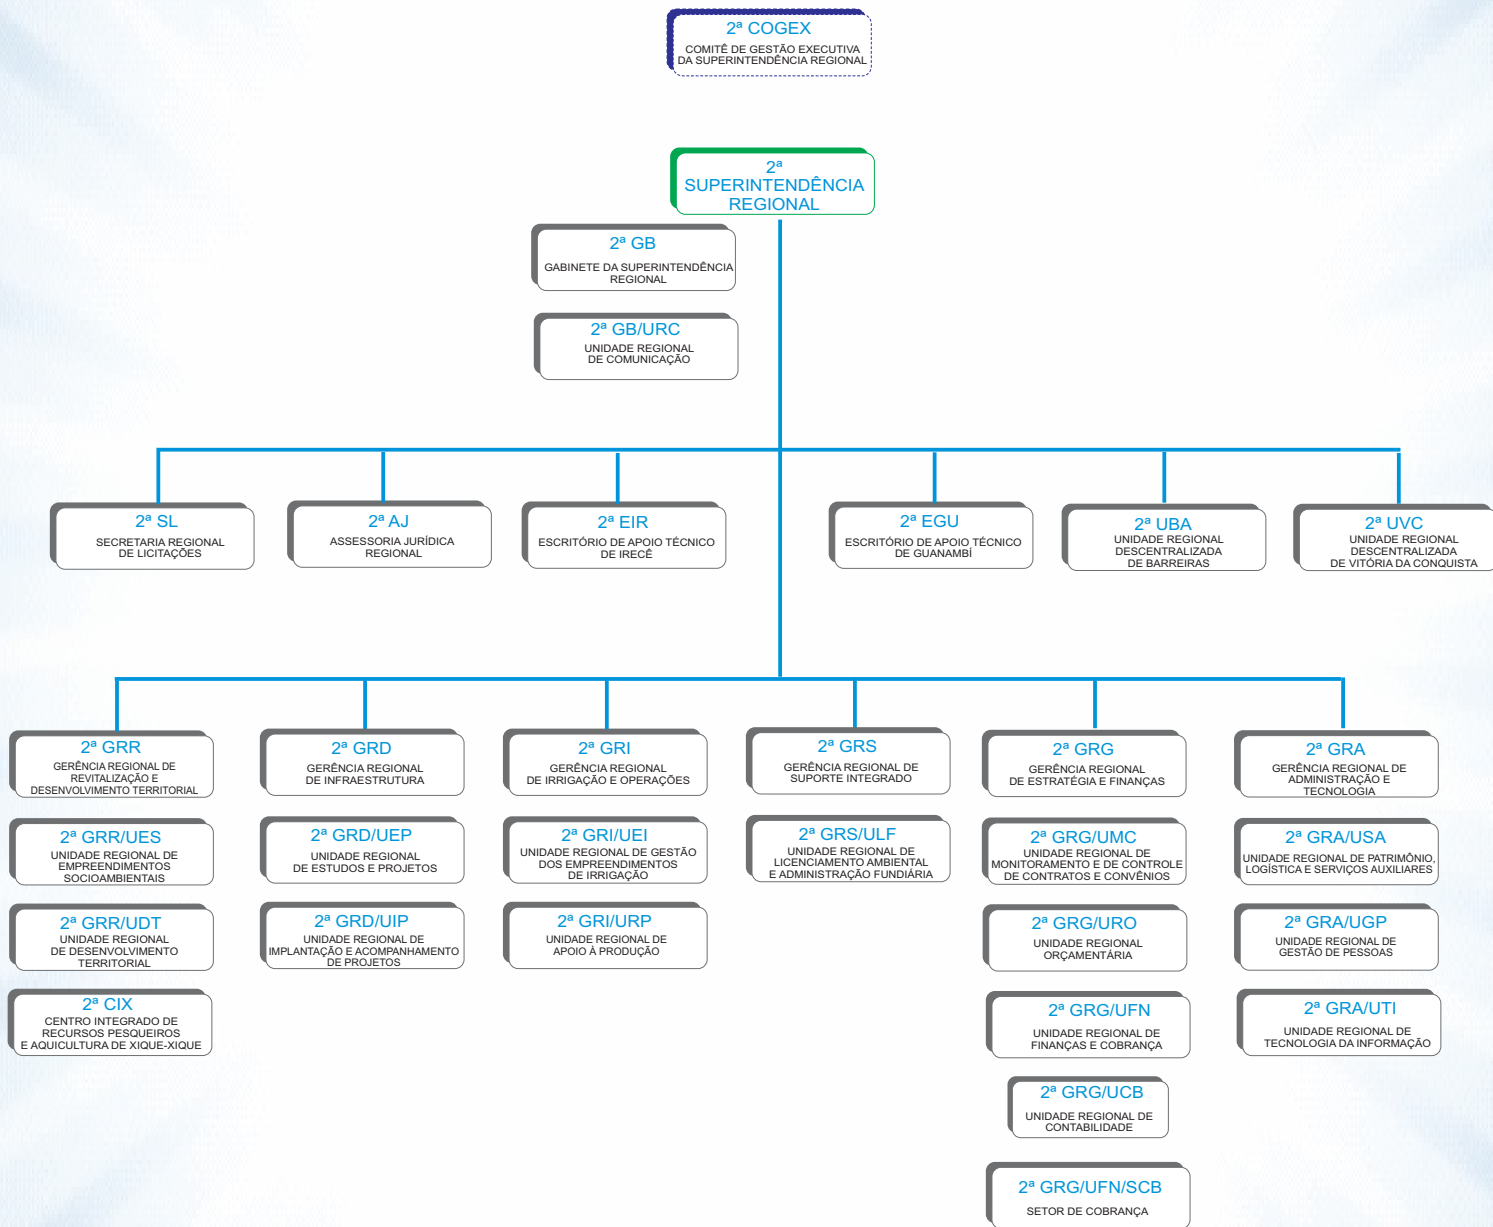 2ª COGEX
COMITÊ DE GESTÃO EXECUTIVA
DA SUPERINTENDÊNCIA REGIONAL
2ª
SUPERINTENDÊNCIA
REGIONAL
2ª GB
GABINETE DA SUPERINTENDÊNCIA
REGIONAL
2ª GB/URC
UNIDADE REGIONAL
DE COMUNICAÇÃO
2ª SL
SECRETARIA REGIONAL
DE LICITAÇÕES
2ª AJ
ASSESSORIA JURÍDICA
REGIONAL
2ª EIR
ESCRITÓRIO DE APOIO TÉCNICO
DE IRECÊ
2ª EGU
ESCRITÓRIO DE APOIO TÉCNICO
DE GUANAMBÍ
2ª UBA
UNIDADE REGIONAL
DESCENTRALIZADA
DE BARREIRAS
2ª UVC
UNIDADE REGIONAL
DESCENTRALIZADA
DE VITÓRIA DA CONQUISTA
2ª GRR
GERÊNCIA REGIONAL DE
REVITALIZAÇÃO E
DESENVOLVIMENTO TERRITORIAL
2ª GRR/UES
UNIDADE REGIONAL DE
EMPREENDIMENTOS
SOCIOAMBIENTAIS
2ª GRR/UDT
UNIDADE REGIONAL
DE DESENVOLVIMENTO
TERRITORIAL
2ª CIX
CENTRO INTEGRADO DE
RECURSOS PESQUEIROS
E AQUICULTURA DE XIQUE-XIQUE
2ª GRD
GERÊNCIA REGIONAL
DE INFRAESTRUTURA
2ª GRD/UEP
UNIDADE REGIONAL
DE ESTUDOS E PROJETOS
2ª GRD/UIP
UNIDADE REGIONAL DE
IMPLANTAÇÃO E ACOMPANHAMENTO
DE PROJETOS
2ª GRI
GERÊNCIA REGIONAL
DE IRRIGAÇÃO E OPERAÇÕES
2ª GRI/UEI
UNIDADE REGIONAL DE GESTÃO
DOS EMPREENDIMENTOS
DE IRRIGAÇÃO
2ª GRI/URP
UNIDADE REGIONAL DE
APOIO À PRODUÇÃO
2ª GRS
GERÊNCIA REGIONAL DE
SUPORTE INTEGRADO
2ª GRS/ULF
UNIDADE REGIONAL DE
LICENCIAMENTO AMBIENTAL
E ADMINISTRAÇÃO FUNDIÁRIA
2ª GRG
GERÊNCIA REGIONAL
DE ESTRATÉGIA E FINANÇAS
2ª GRG/UMC
UNIDADE REGIONAL DE
MONITORAMENTO E DE CONTROLE
DE CONTRATOS E CONVÊNIOS
2ª GRG/URO
UNIDADE REGIONAL
ORÇAMENTÁRIA
2ª GRG/UFN
UNIDADE REGIONAL DE
FINANÇAS E COBRANÇA
2ª GRG/UCB
UNIDADE REGIONAL DE
CONTABILIDADE
2ª GRG/UFN/SCB
SETOR DE COBRANÇA
2ª GRA
GERÊNCIA REGIONAL DE
ADMINISTRAÇÃO E
TECNOLOGIA
2ª GRA/USA
UNIDADE REGIONAL DE PATRIMÔNIO,
LOGÍSTICA E SERVIÇOS AUXILIARES
2ª GRA/UGP
UNIDADE REGIONAL DE
GESTÃO DE PESSOAS
2ª GRA/UTI
UNIDADE REGIONAL DE
TECNOLOGIA DA INFORMAÇÃO